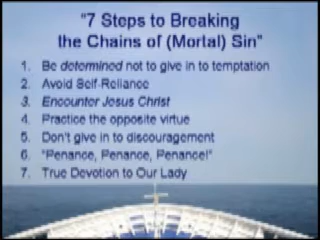 "7 Steps to Breaking
the Chains of (Mortal) Sin"
1. Be determined not to give in to temptation
2. Avoid Self-Reliance
3. Encounter Jesus Christ
4. Practice the opposite virtue
5. Don't give in to discouragement
6. "Penance, Penance, Penance!"
7. True Devotion to Our Lady